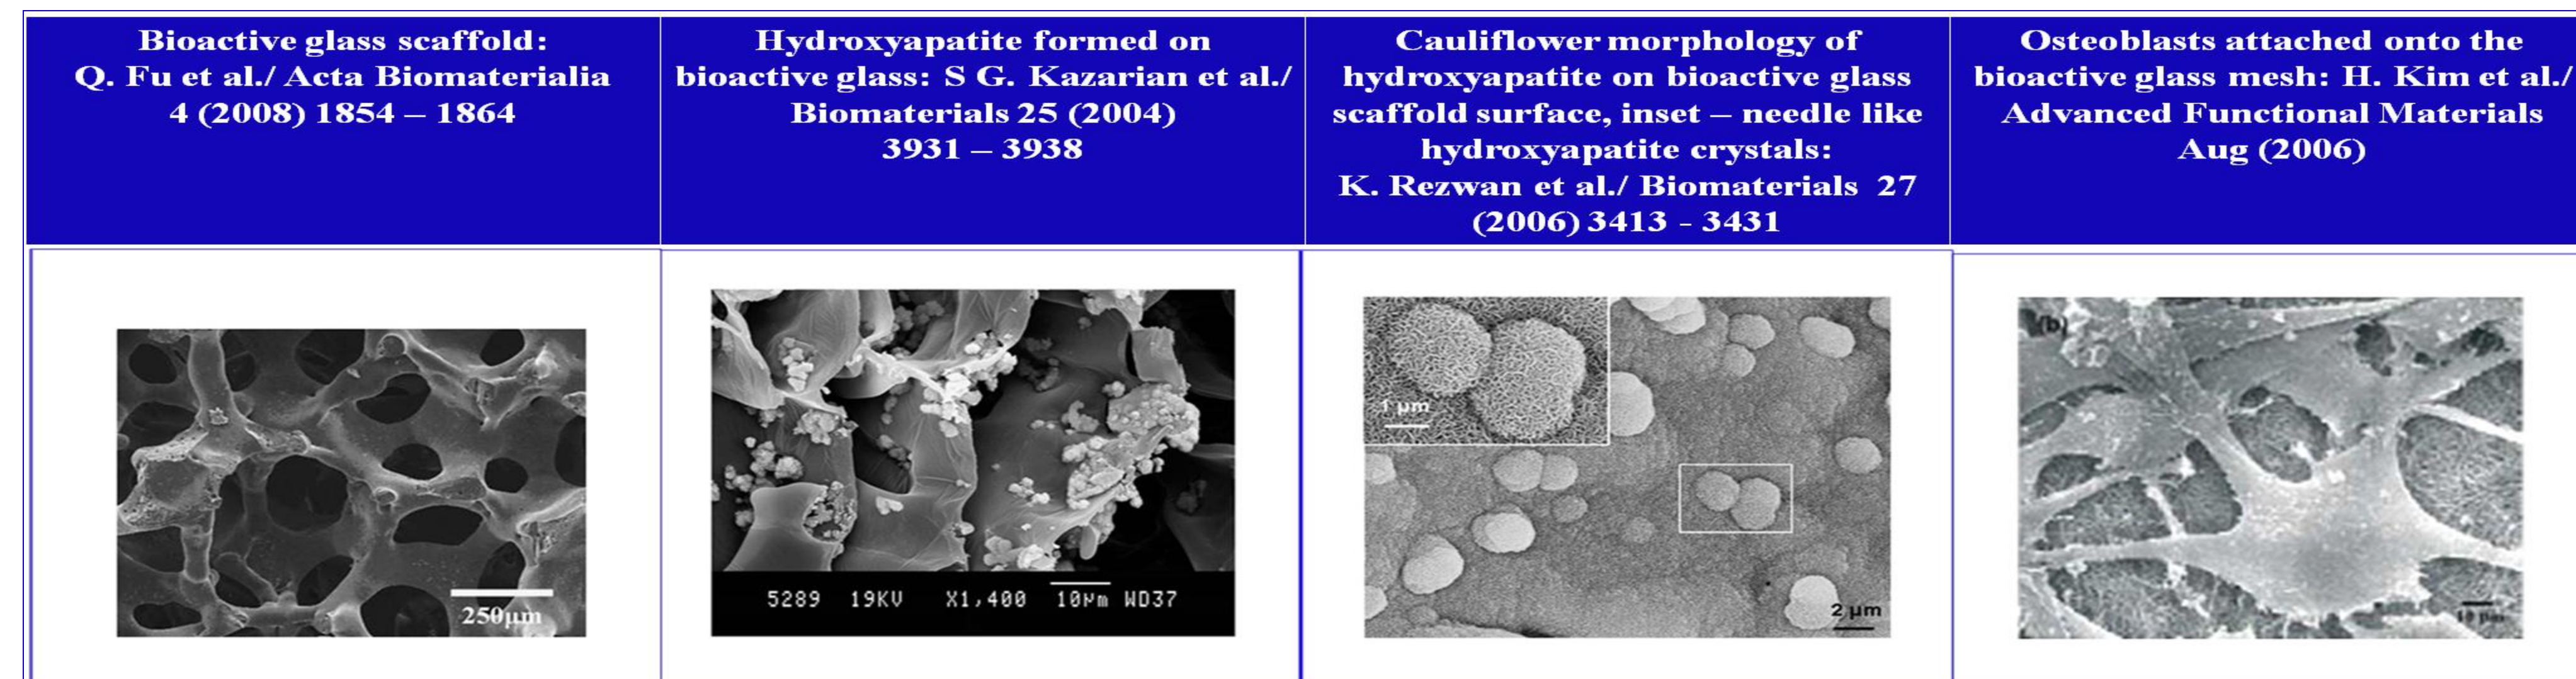 Bioactive glass scaffold:
Q. Fu et al./ Acta Biomaterialia
4 (2008) 1854 – 1864
Hydroxyapatite formed on
bioactive glass: S G. Kazarian et al./
Biomaterials 25 (2004)
3931 – 3938
Cauliflower morphology of
hydroxyapatite on bioactive glass
scaffold surface, inset – needle like
hydroxyapatite crystals:
K. Rezwan et al./ Biomaterials 27
(2006) 3413 - 3431
Osteoblasts attached onto the
bioactive glass mesh: H. Kim et al./
Advanced Functional Materials
Aug (2006)
250μm
5289 19KV X1,400 10μm WD37
1 μm
2 μm
(b)
10 μm